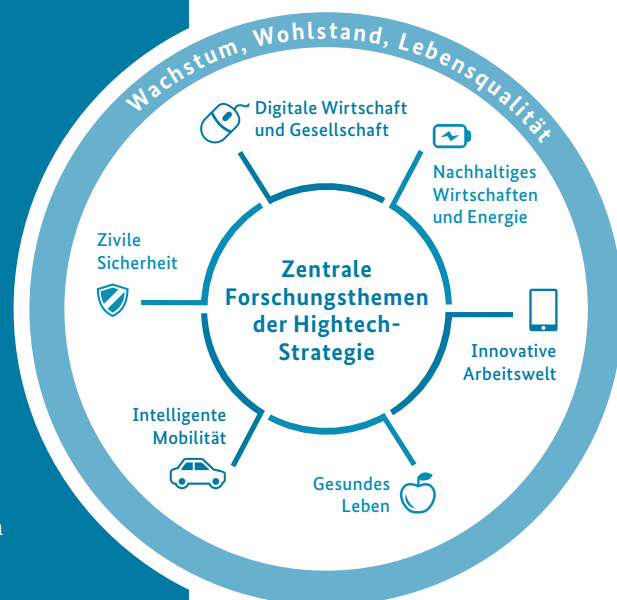 Wachstum, Wohlstand, Lebensqualität
Digitale Wirtschaft
und Gesellschaft
Nachhaltiges
Wirtschaften
und Energie
Zivile
Sicherheit
Zentrale
Forschungsthemen
der Hightech-
Strategie
Innovative
Arbeitswelt
Intelligente
Mobilität
Gesundes
Leben